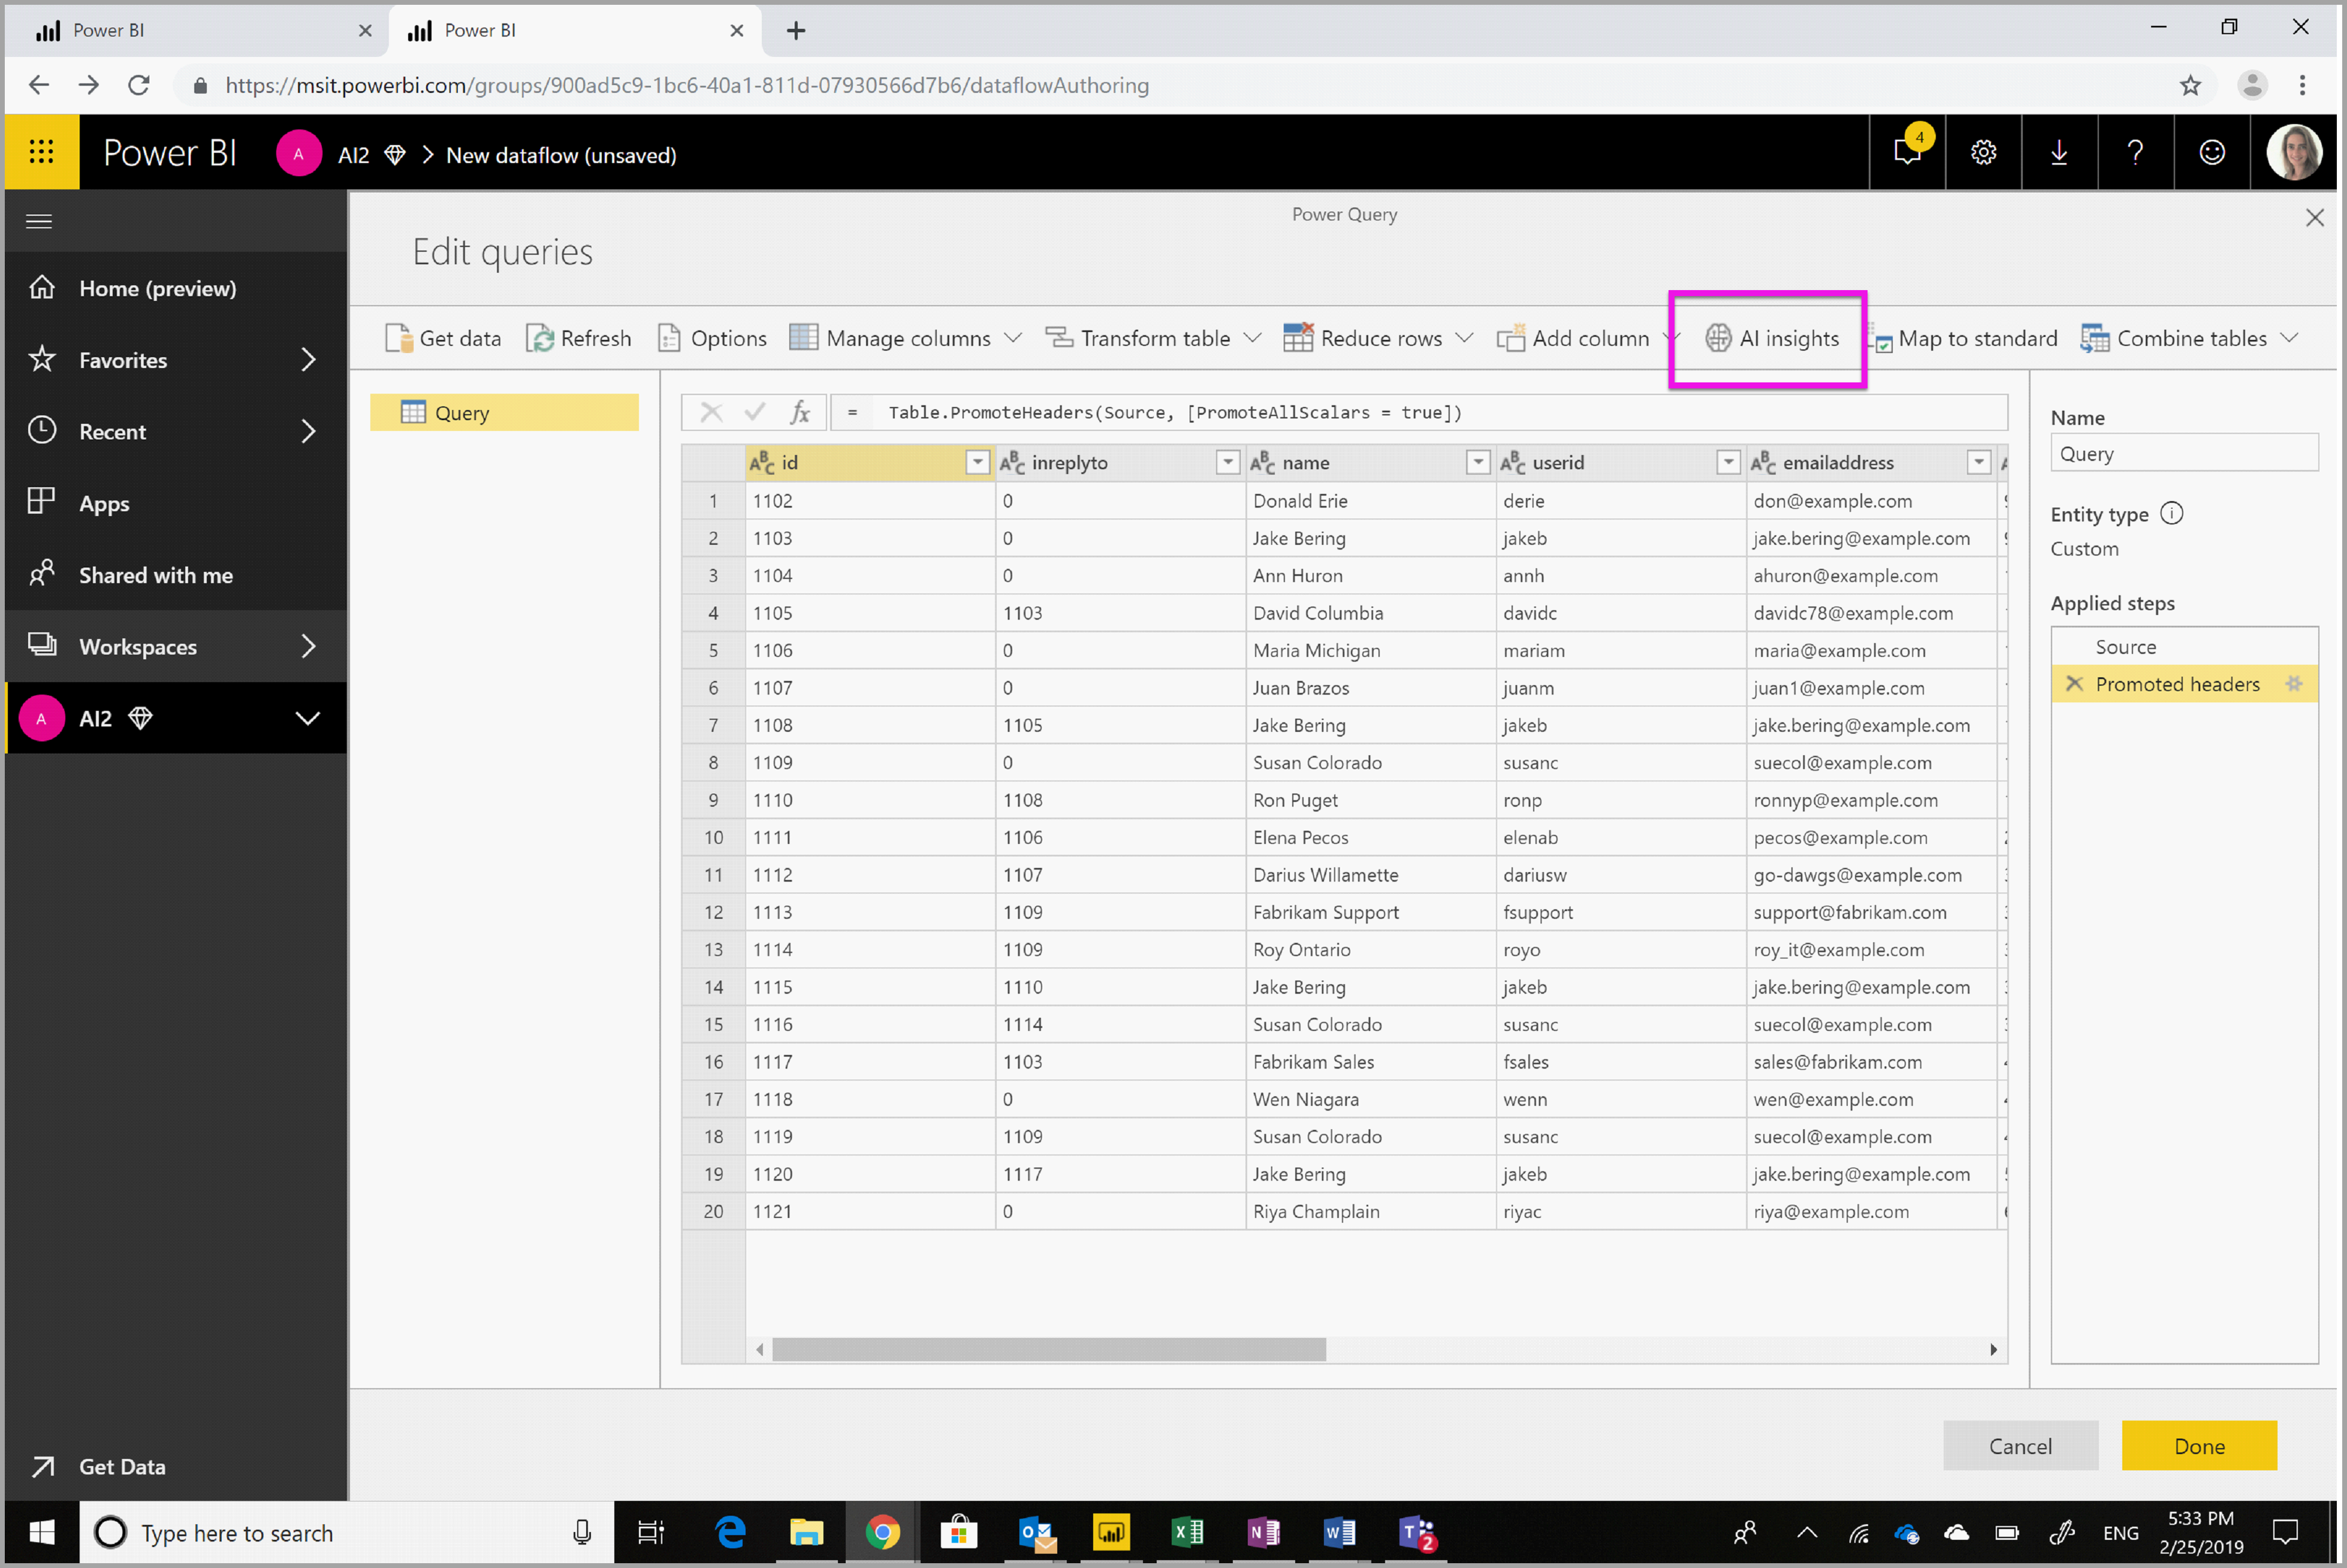 Power BI
Power BI
https://msit.powerbi.com/groups/900ad5c9-1bc6-40a1-811d-07930566d7b6/dataflowAuthoring
Power BI A AI2 > New dataflow (unsaved) 4 ?
Power Query
Edit queries
Home (preview)
Favorites
Recent
Apps
Shared with me
Workspaces
A AI2
Get Data
Get data Refresh Options Manage columns Transform table Reduce rows Add column AI insights Map to standard Combine tables
Query
fx = Table.PromoteHeaders(Source, [PromoteAllScalars = true])
ABC id ABC inreplyto ABC name ABC userid ABC emailaddress
1 1102 0 Donald Erie derie don@example.com
2 1103 0 Jake Bering jakeb jake.bering@example.com
3 1104 0 Ann Huron annh ahuron@example.com
4 1105 1103 David Columbia davidc davidc78@example.com
5 1106 0 Maria Michigan mariam maria@example.com
6 1107 0 Juan Brazos juanm juan1@example.com
7 1108 1105 Jake Bering jakeb jake.bering@example.com
8 1109 0 Susan Colorado susanc suecol@example.com
9 1110 1108 Ron Puget ronp ronnyp@example.com
10 1111 1106 Elena Pecos elenab pecos@example.com
11 1112 1107 Darius Willamette dariusw go-dawgs@example.com
12 1113 1109 Fabrikam Support fsupport support@fabrikam.com
13 1114 1109 Roy Ontario royo roy_it@example.com
14 1115 1110 Jake Bering jakeb jake.bering@example.com
15 1116 1114 Susan Colorado susanc suecol@example.com
16 1117 1103 Fabrikam Sales fsales sales@fabrikam.com
17 1118 0 Wen Niagara wenn wen@example.com
18 1119 1109 Susan Colorado susanc suecol@example.com
19 1120 1117 Jake Bering jakeb jake.bering@example.com
20 1121 0 Riya Champlain riyac riya@example.com
Name
Query
Entity type
Custom
Applied steps
Source
Promoted headers
Cancel Done
Type here to search
ENG
5:33 PM
2/25/2019